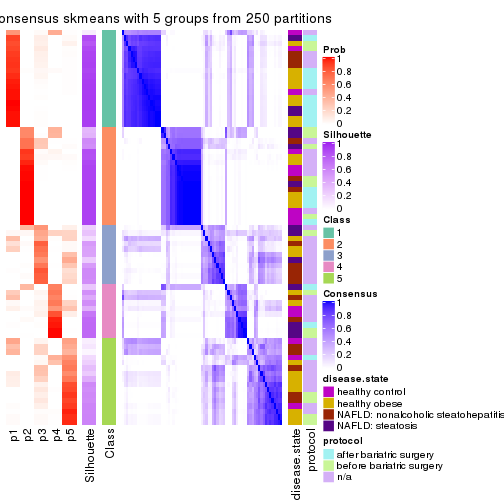 onsensus skmeans with 5 groups from 250 partitions
Prob
1
0.8
0.6
0.4
0.2
0
Silhouette
1
0.8
0.6
0.4
0.2
0
Class
1
2
3
4
5
Consensus
1
0.8
0.6
0.4
0.2
0
disease.state
healthy control
healthy obese
NAFLD: nonalcoholic steatohepatitis
NAFLD: steatosis
protocol
after bariatric surgery
before bariatric surgery
n/a
p1
p2
p3
p4
p5
Silhouette
Class
disease.state
protocol